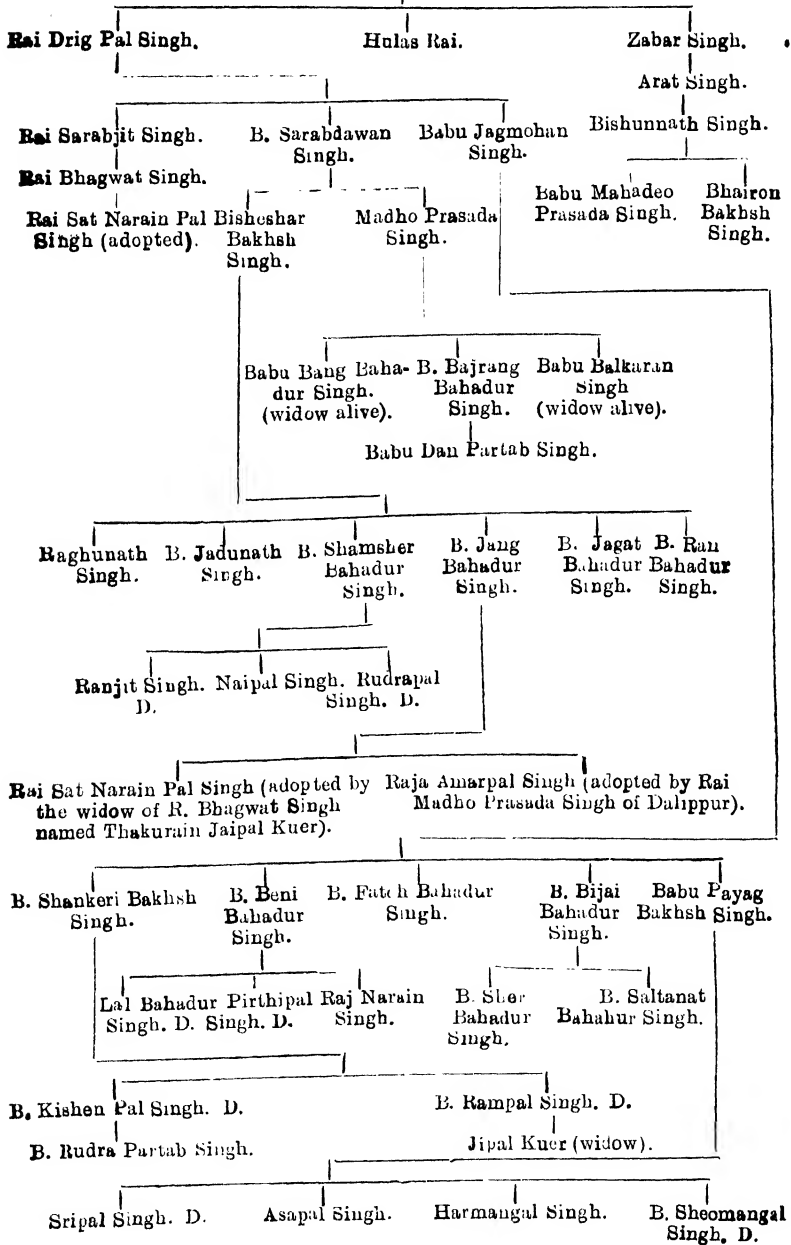 Rai Drig Pal Singh. Hulas Rai. Zabar Singh.
Arat Singh.
Rai Sarabjit Singh. B. Sarabdawan Babu Jagmohan Bishunnath Singh.
Singh. Singh.
Rai Bhagwat Singh.
Babu Mahadeo Bhairon
Rai Sat Narain Pal Bisheshar Madho Prasada Prasada Singh. Bakhsh
Singh (adopted). Bakhsh Singh. Singh.
Singh.
Babu Bang Baha- B. Bajrang Babu Balkaran
dur Singh. Bahadur Singh
(widow alive). Singh. (widow alive).
Babu Dan Partab Singh.
Raghunath B. Jadunath B. Shamsher B. Jang B. Jagat B. Ran
Singh. Singh. Bahadur Bahadur Bahadur Bahadur
Singh. Singh. Singh. Singh.
Ranjit Singh. Naipal Singh. Rudrapal
D. Singh. D.
Rai Sat Narain Pal Singh (adopted by Raja Amarpal Singh (adopted by Rai
the widow of R. Bhagwat Singh Madho Prasada Singh of Dalippur).
named Thakurain Jaipal Kuer).
B. Shankeri Bakhsh B. Beni B. Fateh Bahadur B. Bijai Babu Payag
Singh. Bahadur Singh. Bahadur Bakhsh Singh.
Singh. Singh.
Lal Bahadur Pirthipal Raj Narain B. Sher B. Saltanat
Singh. D. Singh. D. Singh. Bahadur Bahahur Singh.
Singh.
B. Kishen Pal Singh. D. B. Rampal Singh. D.
B. Rudra Partab Singh. Jipal Kuer (widow).
Sripal Singh. D. Asapal Singh. Harmangal Singh. B. Sheomangal
Singh. D.